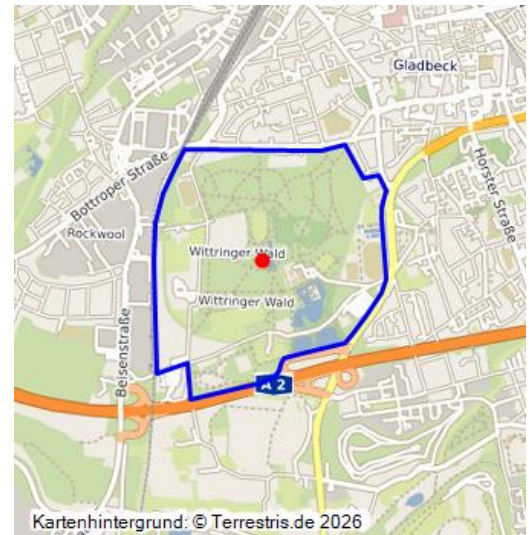 Gladbeck
Bottroper Straße
Horster Straße
Rockwool
Wittringer Wald
Wittringer Wald
Beisenstraße
A 2
Kartenhintergrund: © Terrestris.de 2026